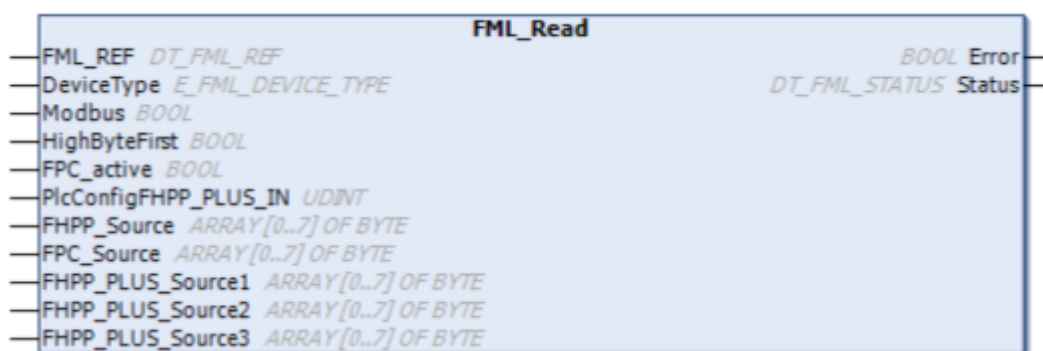 FML_Read
FML_REF DT_FML_REF BOOL Error
DeviceType E_FML_DEVICE_TYPE DT_FML_STATUS Status
Modbus BOOL
HighByteFirst BOOL
FPC_active BOOL
PlcConfigFHPP_PLUS_IN UDINT
FHPP_Source ARRAY [0..7] OF BYTE
FPC_Source ARRAY [0..7] OF BYTE
FHPP_PLUS_Source1 ARRAY [0..7] OF BYTE
FHPP_PLUS_Source2 ARRAY [0..7] OF BYTE
FHPP_PLUS_Source3 ARRAY [0..7] OF BYTE